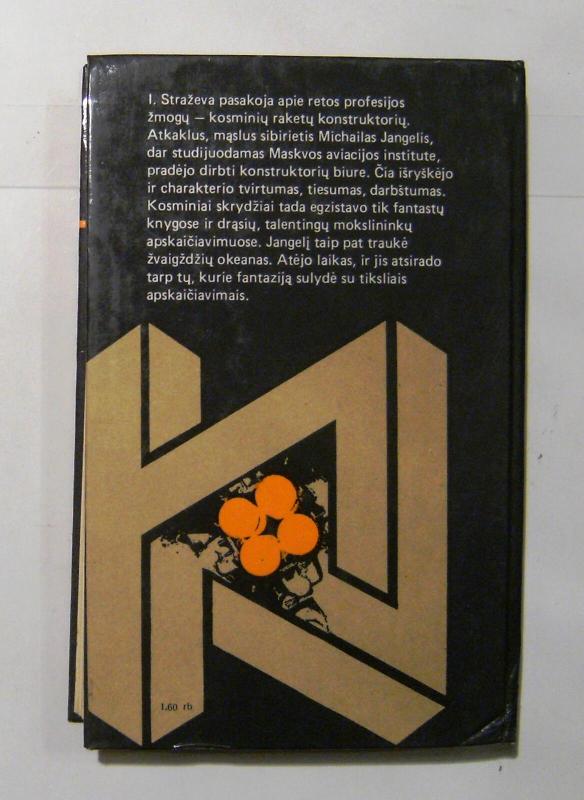 I. Straževa pasakoja apie retos profesijos
žmogų — kosminių raketų konstruktorių.
Atkaklus, mąslus sibirietis Michailas Jangelis,
dar studijuodamas Maskvos aviacijos institute,
pradėjo dirbti konstruktorių biure. Čia išryškėjo
ir charakterio tvirtumas, tiesumas, darbštumas.
Kosminiai skrydžiai tada egzistavo tik fantastų
knygose ir drąsių, talentingų mokslininkų
apskaičiavimuose. Jangelį taip pat traukė
žvaigždžių okeanas. Atėjo laikas, ir jis atsirado
tarp tų, kurie fantaziją sulydė su tiksliais
apskaičiavimais.
1.60 rb